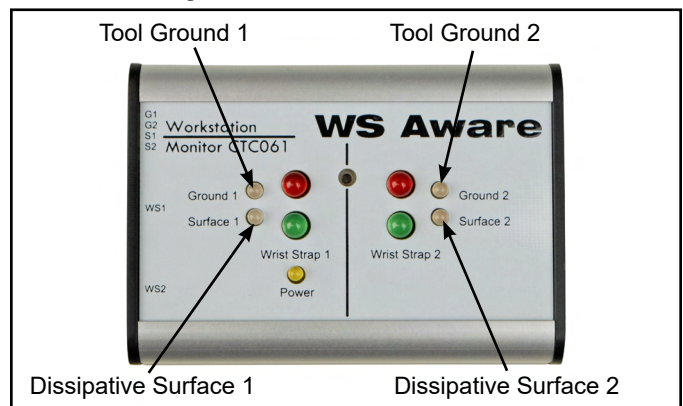 Tool Ground 1
Tool Ground 2
G1
G2
S1
S2
Workstation
Monitor CTC061
WS Aware
Ground 1
Ground 2
WS1
Surface 1
Surface 2
Wrist Strap 1
Wrist Strap 2
WS2
Power
Dissipative Surface 1
Dissipative Surface 2